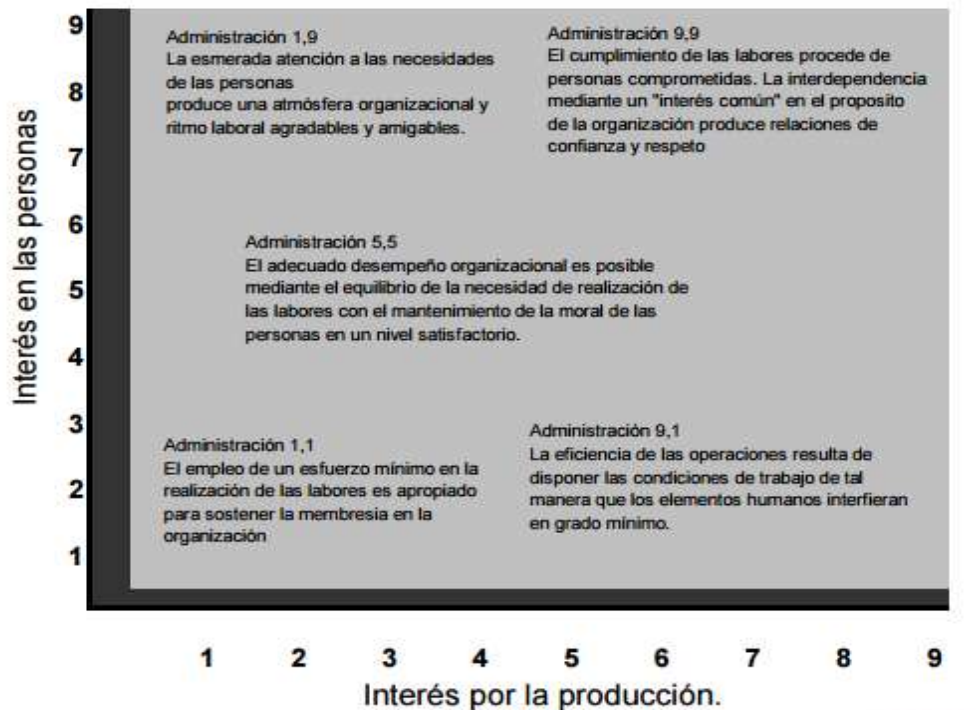 9
8
7
6
5
4
3
2
1
Interés en las personas
Administración 1,9
La esmerada atención a las necesidades
de las personas
produce una atmósfera organizacional y
ritmo laboral agradables y amigables.
Administración 9,9
El cumplimiento de las labores procede de
personas comprometidas. La interdependencia
mediante un "interés común" en el proposito
de la organización produce relaciones de
confianza y respeto
Administración 5,5
El adecuado desempeño organizacional es posible
mediante el equilibrio de la necesidad de realización de
las labores con el mantenimiento de la moral de las
personas en un nivel satisfactorio.
Administración 1,1
El empleo de un esfuerzo mínimo en la
realización de las labores es apropiado
para sostener la membresia en la
organización
Administración 9,1
La eficiencia de las operaciones resulta de
disponer las condiciones de trabajo de tal
manera que los elementos humanos interfieran
en grado mínimo.
1 2 3 4 5 6 7 8 9
Interés por la producción.